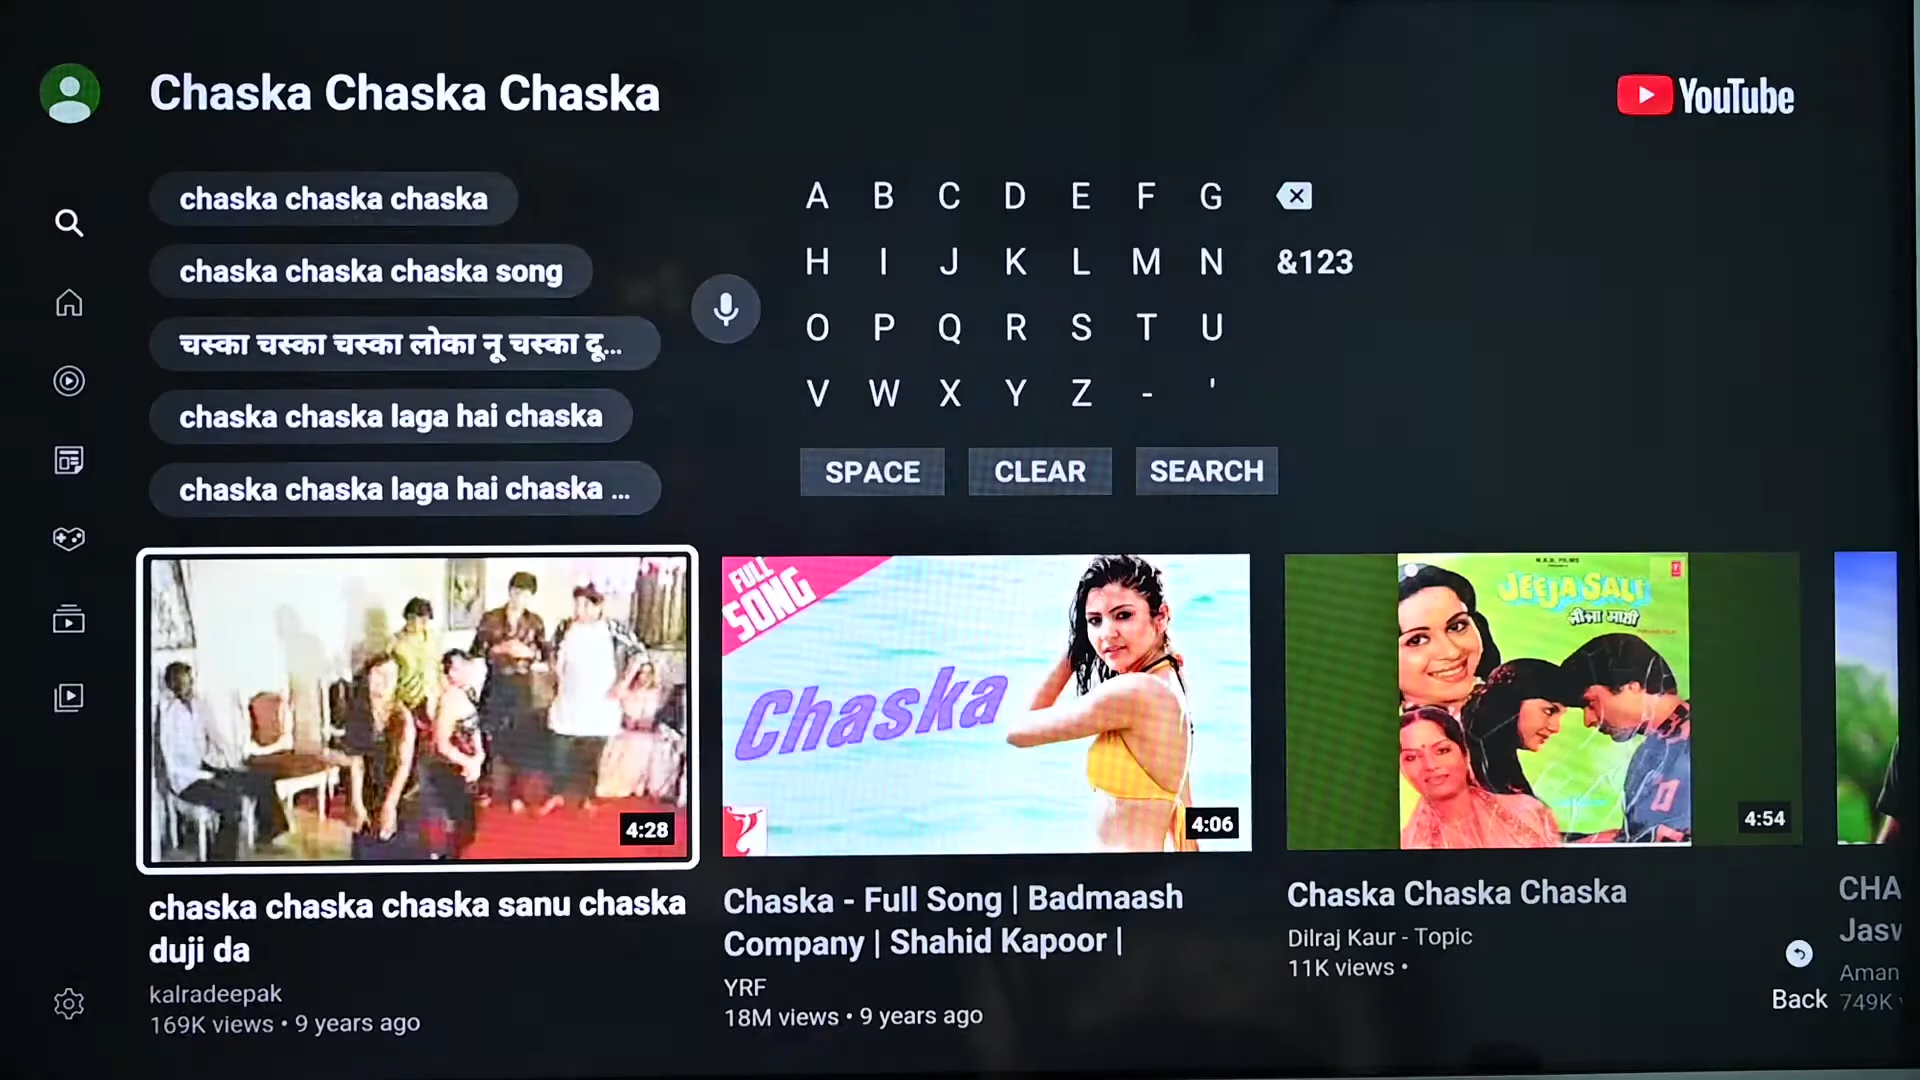 Chaska Chaska Chaska
YouTube
chaska chaska chaska
chaska chaska chaska song
चस्का चस्का चस्का लोका नू चस्का दू...
chaska chaska laga hai chaska
chaska chaska laga hai chaska ...
A B C D E F G
H I J K L M N &123
O P Q R S T U
V W X Y Z - '
SPACE CLEAR SEARCH
4:28
FULL
SONG
Chaska
4:06
JEEJA SALI
4:54
chaska chaska chaska sanu chaska
duji da
kalradeepak
169K views • 9 years ago
Chaska - Full Song | Badmaash
Company | Shahid Kapoor |
YRF
18M views • 9 years ago
Chaska Chaska Chaska
Dilraj Kaur - Topic
11K views •
CHA
Jasw
Aman
749K
Back